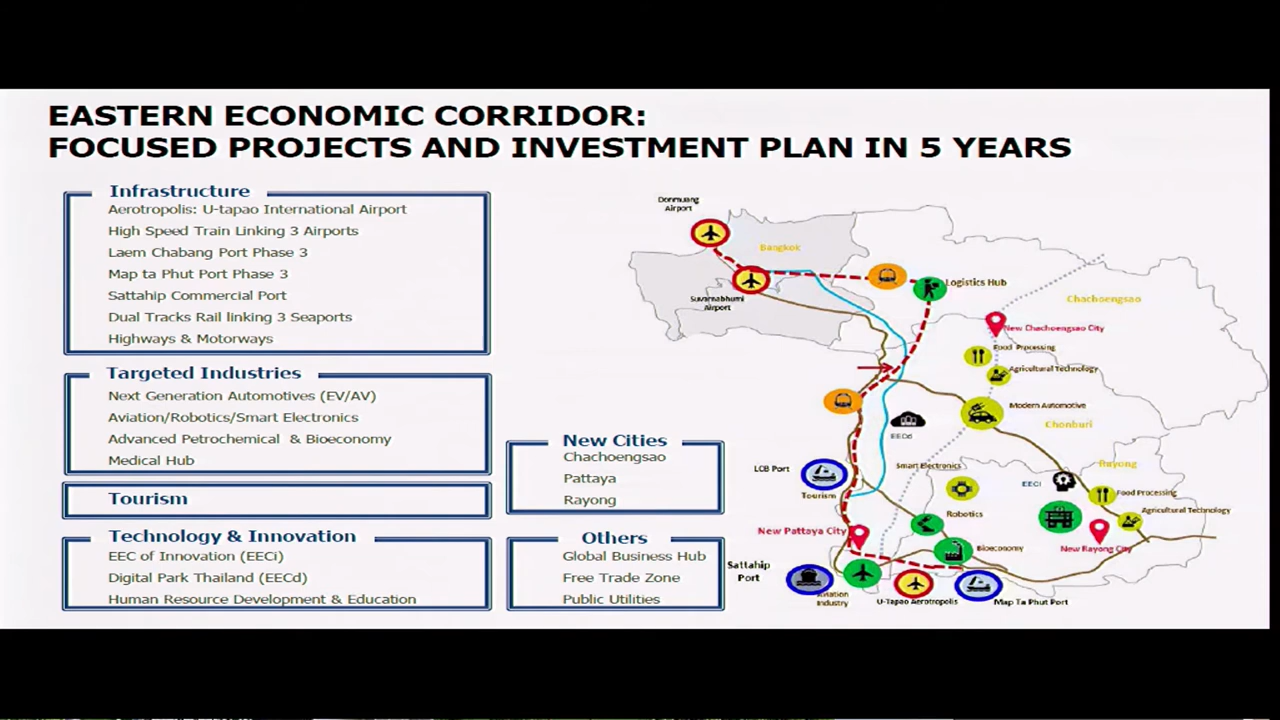 EASTERN ECONOMIC CORRIDOR:
FOCUSED PROJECTS AND INVESTMENT PLAN IN 5 YEARS
Infrastructure
Aerotropolis: U-tapao International Airport
High Speed Train Linking 3 Airports
Laem Chabang Port Phase 3
Map ta Phut Port Phase 3
Sattahip Commercial Port
Dual Tracks Rail linking 3 Seaports
Highways & Motorways
Targeted Industries
Next Generation Automotives (EV/AV)
Aviation/Robotics/Smart Electronics
Advanced Petrochemical & Bioeconomy
Medical Hub
Tourism
Technology & Innovation
EEC of Innovation (EECi)
Digital Park Thailand (EECd)
Human Resource Development & Education
New Cities
Chachoengsao
Pattaya
Rayong
Others
Global Business Hub
Free Trade Zone
Public Utilities
Donmuang
Airport
Bangkok
Suvarnabhumi
Airport
Logistics Hub
Chachoengsao
New Chachoengsao City
Food Processing
Agricultural Technology
Modern Automotive
Chonburi
EECd
LCB Port
Tourism
Smart Electronics
Rayong
EECi
Food Processing
Agricultural Technology
Robotics
New Pattaya City
Bioeconomy
New Rayong City
Sattahip
Port
Aviation
Industry
U-Tapao Aerotropolis
Map Ta Phut Port